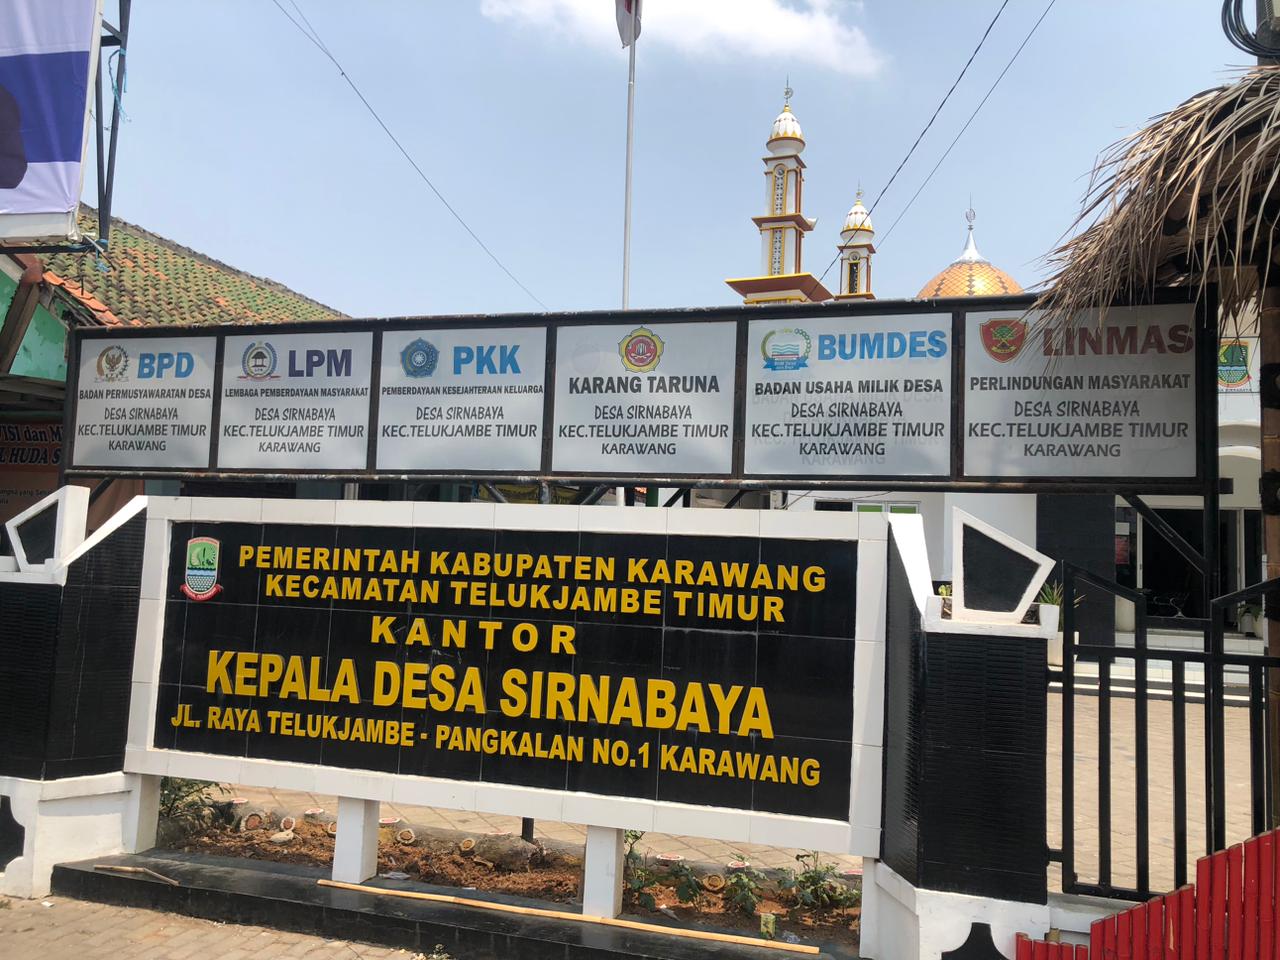 BPD
BADAN PERMUSYAWARATAN DESA
DESA SIRNABAYA
KEC.TELUKJAMBE TIMUR
KARAWANG
LPM
LEMBAGA PEMBERDAYAAN MASYARAKAT
DESA SIRNABAYA
KEC.TELUKJAMBE TIMUR
KARAWANG
PKK
PEMBERDAYAAN KESEJAHTERAAN KELUARGA
DESA SIRNABAYA
KEC.TELUKJAMBE TIMUR
KARAWANG
KARANG TARUNA
DESA SIRNABAYA
KEC.TELUKJAMBE TIMUR
KARAWANG
BUMDES
BADAN USAHA MILIK DESA
DESA SIRNABAYA
KEC.TELUKJAMBE TIMUR
KARAWANG
LINMAS
PERLINDUNGAN MASYARAKAT
DESA SIRNABAYA
KEC.TELUKJAMBE TIMUR
KARAWANG
VISI dan
HUDA
PEMERINTAH KABUPATEN KARAWANG
KECAMATAN TELUKJAMBE TIMUR
KANTOR
KEPALA DESA SIRNABAYA
JL. RAYA TELUKJAMBE - PANGKALAN NO.1 KARAWANG